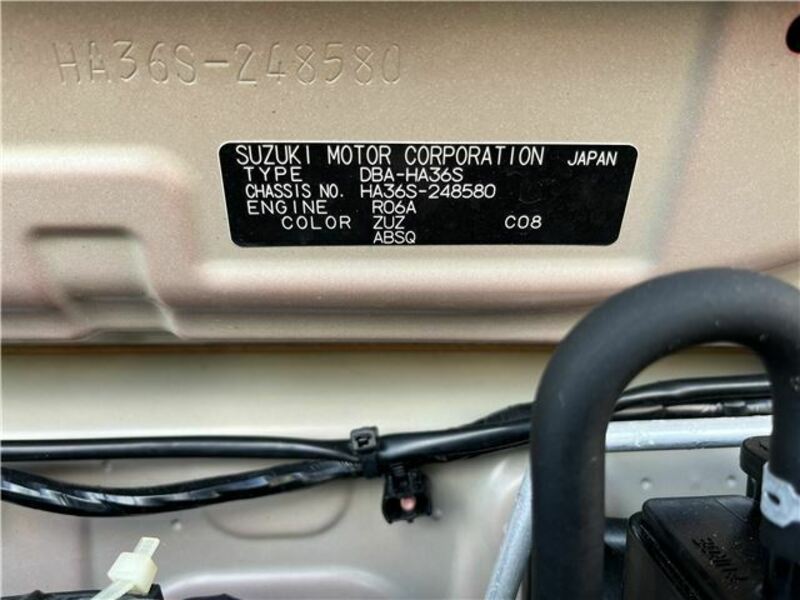 HA36S-248580
SUZUKI MOTOR CORPORATION JAPAN
TYPE DBA-HA36S
CHASSIS NO. HA36S-248580
ENGINE R06A
COLOR ZUZ C08
ABSQ